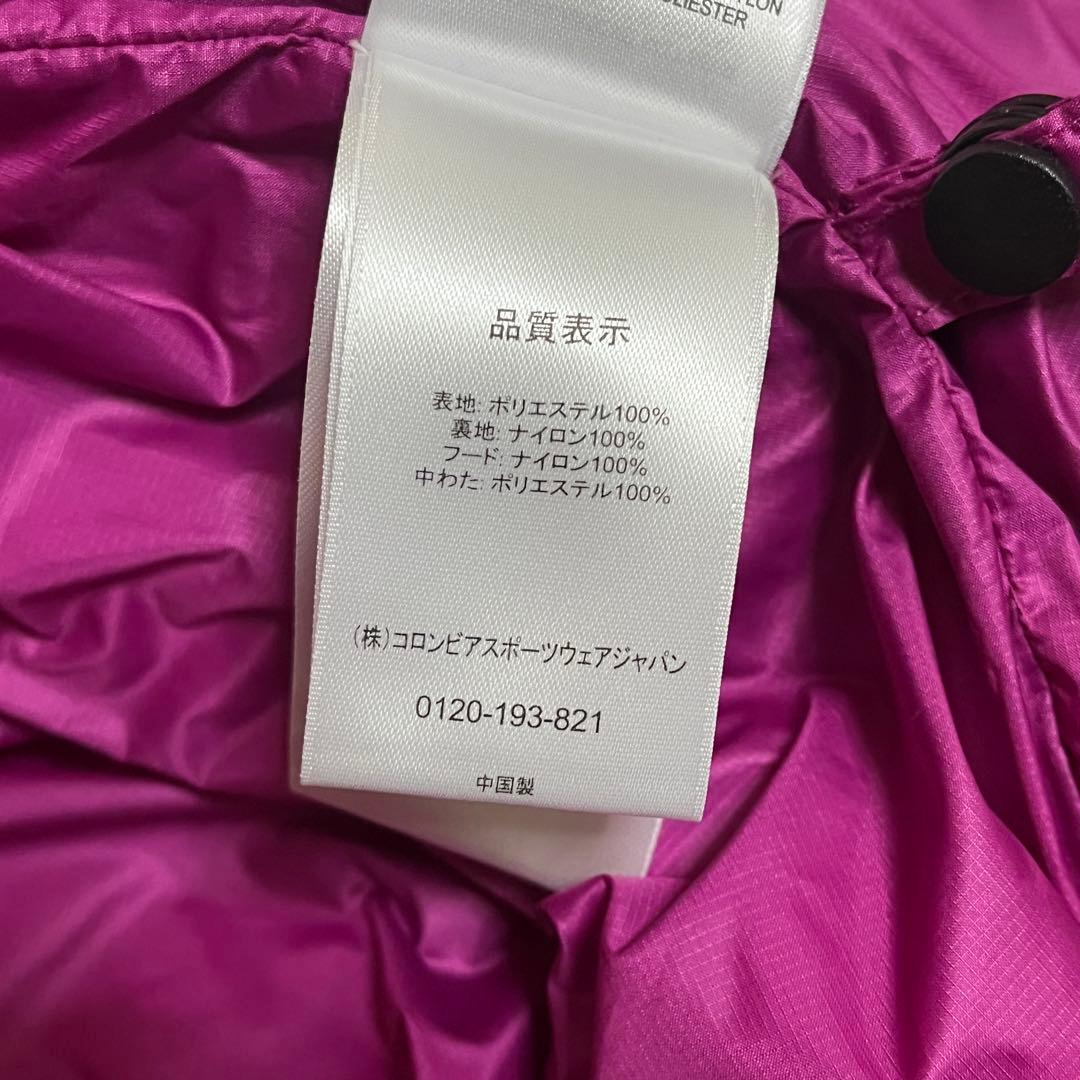 品質表示
表地: ポリエステル100%
裏地: ナイロン100%
フード: ナイロン100%
中わた: ポリエステル100%
(株)コロンビアスポーツウェアジャパン
0120-193-821
中国製